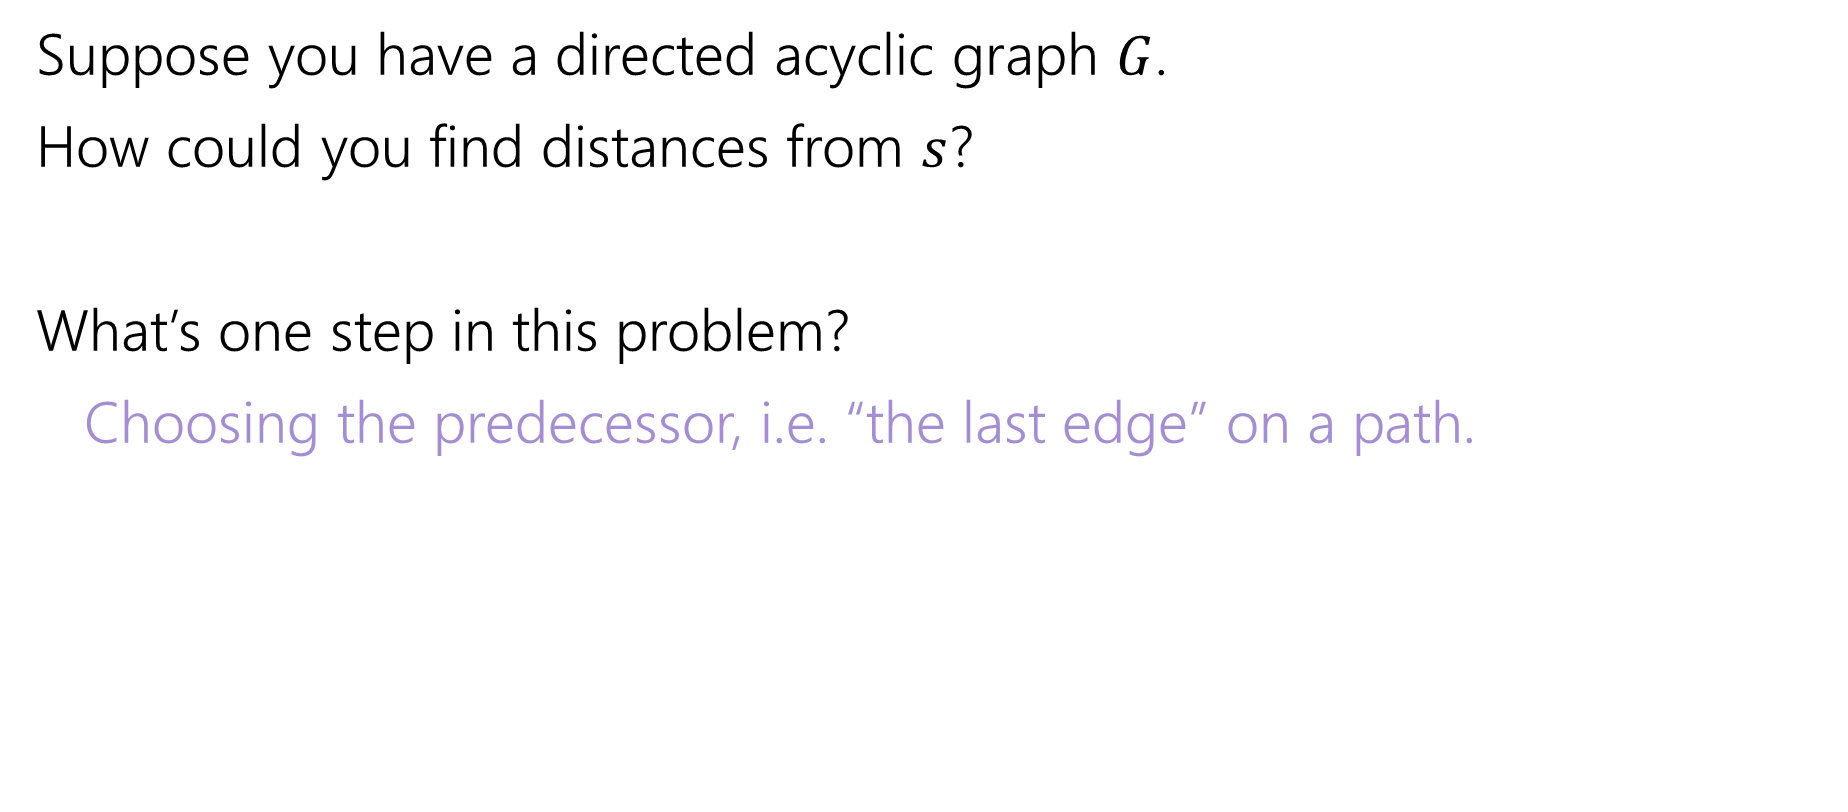 Suppose you have a directed acyclic graph 𝐺.
How could you find distances from 𝑠?
What’s one step in this problem?
Choosing the predecessor, i.e. “the last edge” on a path.